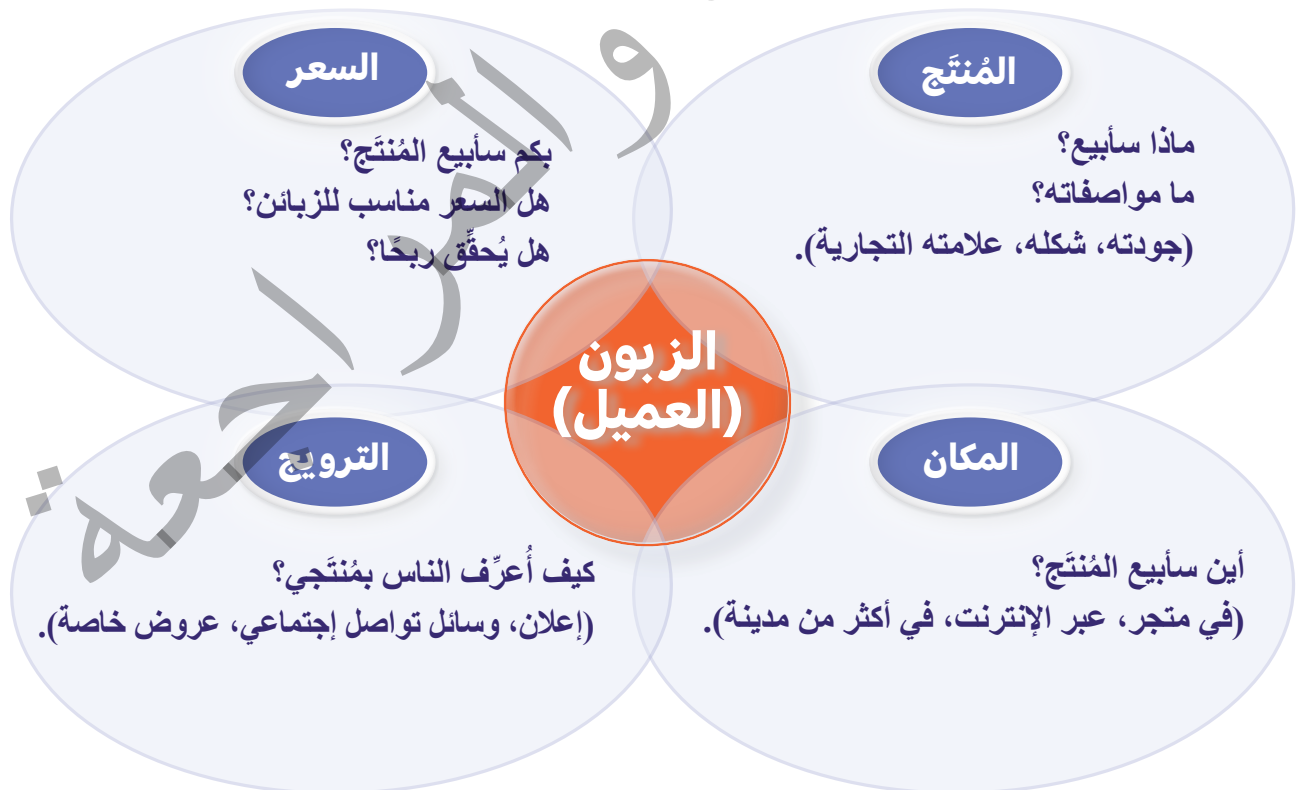 المُنتَج
ماذا سأبيع؟
ما مواصفاته؟
(جودته، شكله، علامته التجارية).
السعر
بكم سأبيع المُنتَج؟
هل السعر مناسب للزبائن؟
هل يُحقِّق ربحًا؟
الزبون
(العميل)
المكان
أين سأبيع المُنتَج؟
(في متجر، عبر الإنترنت، في أكثر من مدينة).
الترويج
كيف أُعرِّف الناس بمُنتَجي؟
(إعلان، وسائل تواصل إجتماعي، عروض خاصة).
و المراجعة